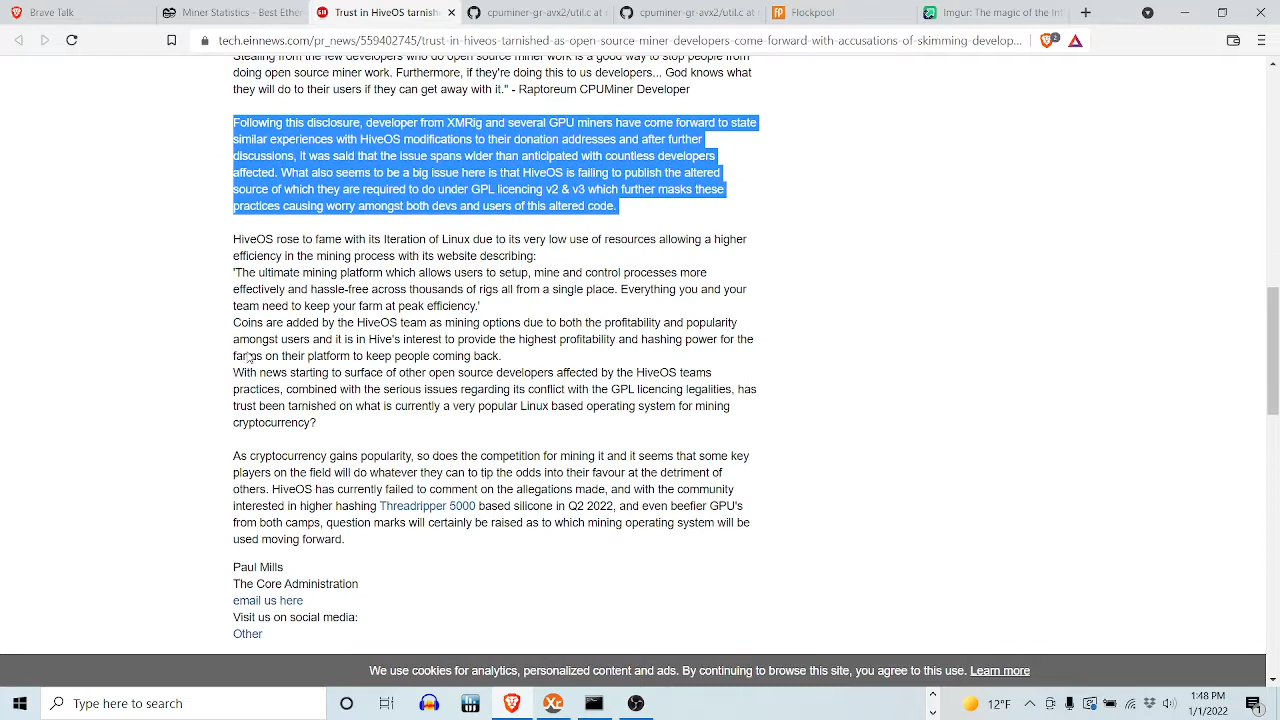 Brave Talk
Miner Statistics - Best Ether
Trust in HiveOS tarnish
cpuminer-gr-avx2/util.c at
cpuminer-gr-avx2/util.c at
Flockpool
Imgur: The magic of the Int
tech.einnews.com/pr_news/559402745/trust-in-hiveos-tarnished-as-open-source-miner-developers-come-forward-with-accusations-of-skimming-develop...
2
Stealing from the few developers who do open source miner work is a good way to stop people from
doing open source miner work. Furthermore, if they're doing this to us developers... God knows what
they will do to their users if they can get away with it." - Raptoreum CPUMiner Developer
Following this disclosure, developer from XMRig and several GPU miners have come forward to state
similar experiences with HiveOS modifications to their donation addresses and after further
discussions, It was said that the issue spans wider than anticipated with countless developers
affected. What also seems to be a big issue here is that HiveOS is failing to publish the altered
source of which they are required to do under GPL licencing v2 & v3 which further masks these
practices causing worry amongst both devs and users of this altered code.
HiveOS rose to fame with its Iteration of Linux due to its very low use of resources allowing a higher
efficiency in the mining process with its website describing:
'The ultimate mining platform which allows users to setup, mine and control processes more
effectively and hassle-free across thousands of rigs all from a single place. Everything you and your
team need to keep your farm at peak efficiency.'
Coins are added by the HiveOS team as mining options due to both the profitability and popularity
amongst users and it is in Hive's interest to provide the highest profitability and hashing power for the
farms on their platform to keep people coming back.
With news starting to surface of other open source developers affected by the HiveOS teams
practices, combined with the serious issues regarding its conflict with the GPL licencing legalities, has
trust been tarnished on what is currently a very popular Linux based operating system for mining
cryptocurrency?
As cryptocurrency gains popularity, so does the competition for mining it and it seems that some key
players on the field will do whatever they can to tip the odds into their favour at the detriment of
others. HiveOS has currently failed to comment on the allegations made, and with the community
interested in higher hashing Threadripper 5000 based silicone in Q2 2022, and even beefier GPU's
from both camps, question marks will certainly be raised as to which mining operating system will be
used moving forward.
Paul Mills
The Core Administration
email us here
Visit us on social media:
Other
We use cookies for analytics, personalized content and ads. By continuing to browse this site, you agree to this use. Learn more
Type here to search
12°F
1:48 PM
1/1/2022
1